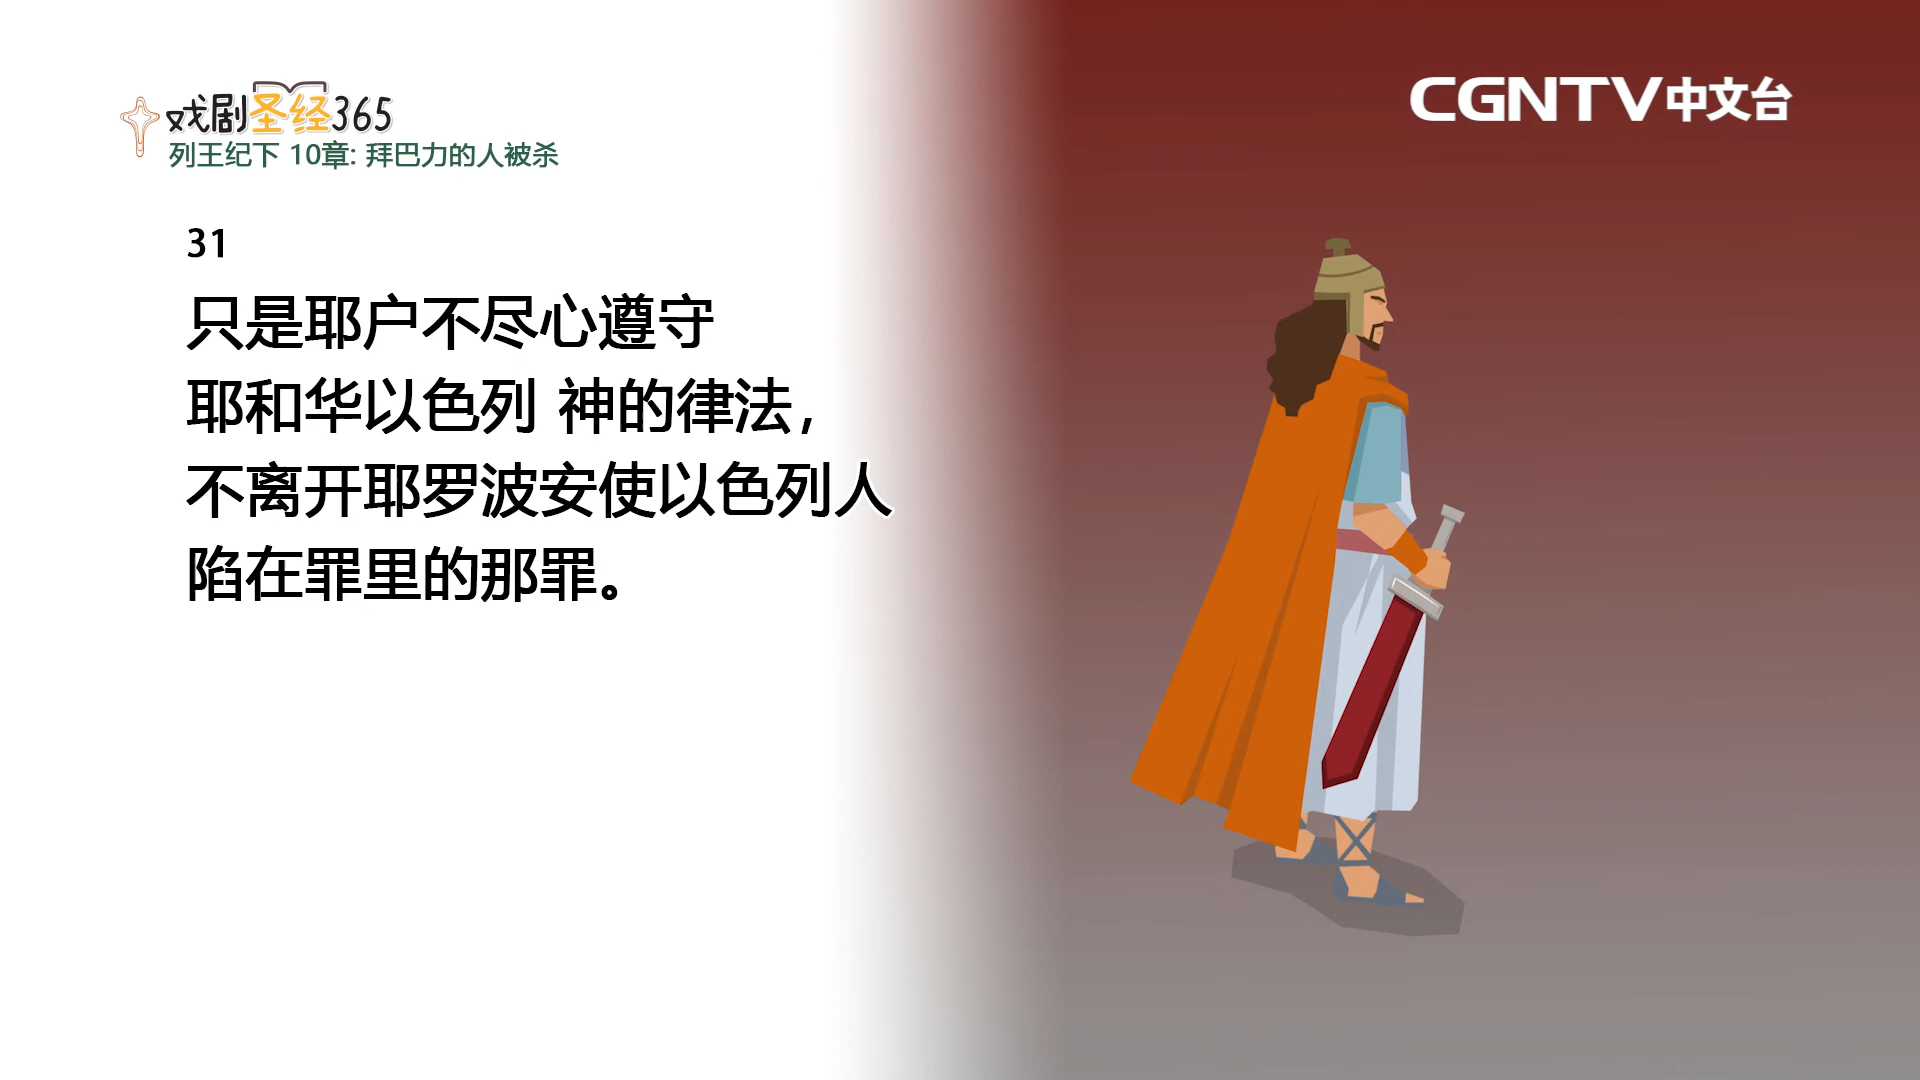 戏剧圣经365
列王纪下 10章: 拜巴力的人被杀
CGNTV中文台
31
只是耶户不尽心遵守
耶和华以色列 神的律法，
不离开耶罗波安使以色列人
陷在罪里的那罪。